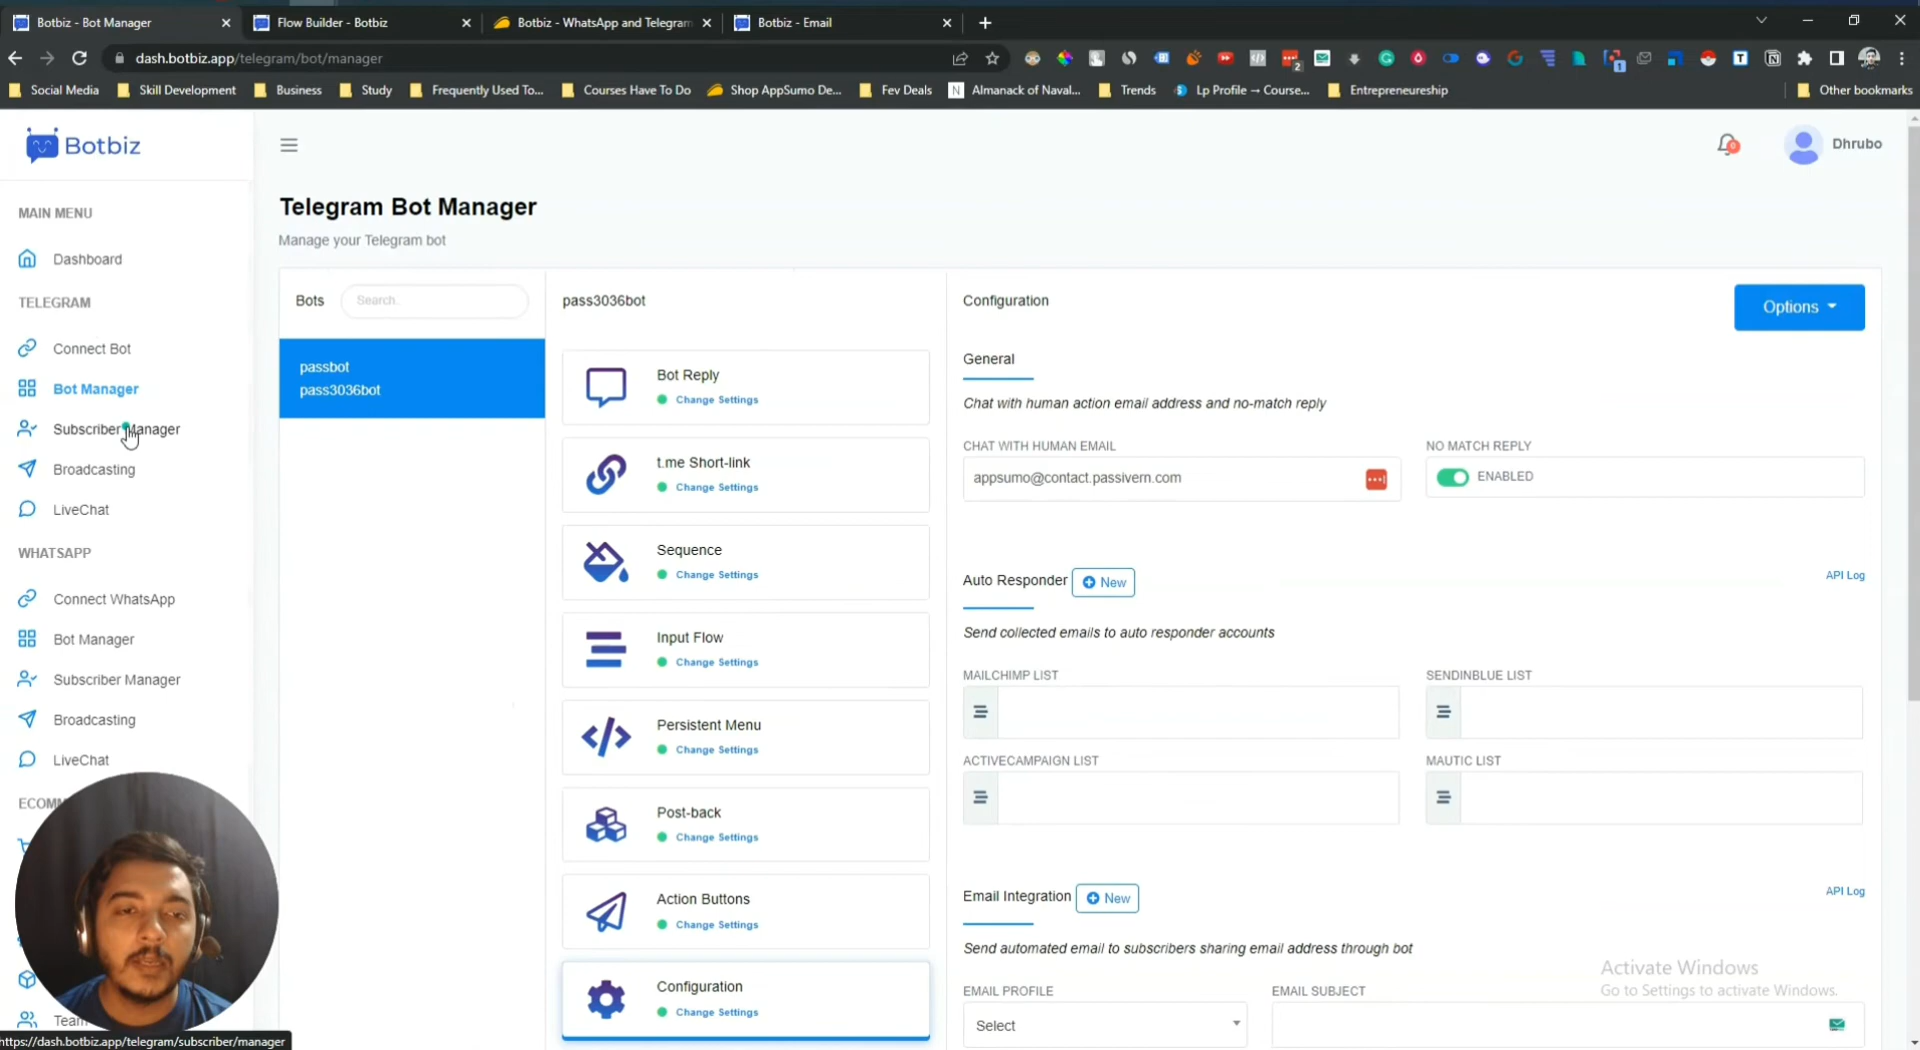 Botbiz - Bot Manager
Flow Builder - Botbiz
Botbiz - WhatsApp and Telegram
Botbiz - Email
dash.botbiz.app/telegram/bot/manager
Social Media
Skill Development
Business
Study
Frequently Used To...
Courses Have To Do
Shop AppSumo De...
Fev Deals
Almanack of Naval...
Trends
Lp Profile → Course...
Entrepreneurship
Other bookmarks
Botbiz
Dhrubo
MAIN MENU
Dashboard
TELEGRAM
Connect Bot
Bot Manager
Subscriber Manager
Broadcasting
LiveChat
WHATSAPP
Connect WhatsApp
Bot Manager
Subscriber Manager
Broadcasting
LiveChat
ECOMM
Team
https://dash.botbiz.app/telegram/subscriber/manager
Telegram Bot Manager
Manage your Telegram bot
Bots
Search..
passbot
pass3036bot
pass3036bot
Bot Reply
Change Settings
t.me Short-link
Change Settings
Sequence
Change Settings
Input Flow
Change Settings
Persistent Menu
Change Settings
Post-back
Change Settings
Action Buttons
Change Settings
Configuration
Change Settings
Configuration
Options
General
Chat with human action email address and no-match reply
CHAT WITH HUMAN EMAIL
NO MATCH REPLY
appsumo@contact.passivern.com
ENABLED
Auto Responder
New
API Log
Send collected emails to auto responder accounts
MAILCHIMP LIST
SENDINBLUE LIST
ACTIVECAMPAIGN LIST
MAUTIC LIST
Email Integration
New
API Log
Send automated email to subscribers sharing email address through bot
EMAIL PROFILE
EMAIL SUBJECT
Select
Activate Windows
Go to Settings to activate Windows.